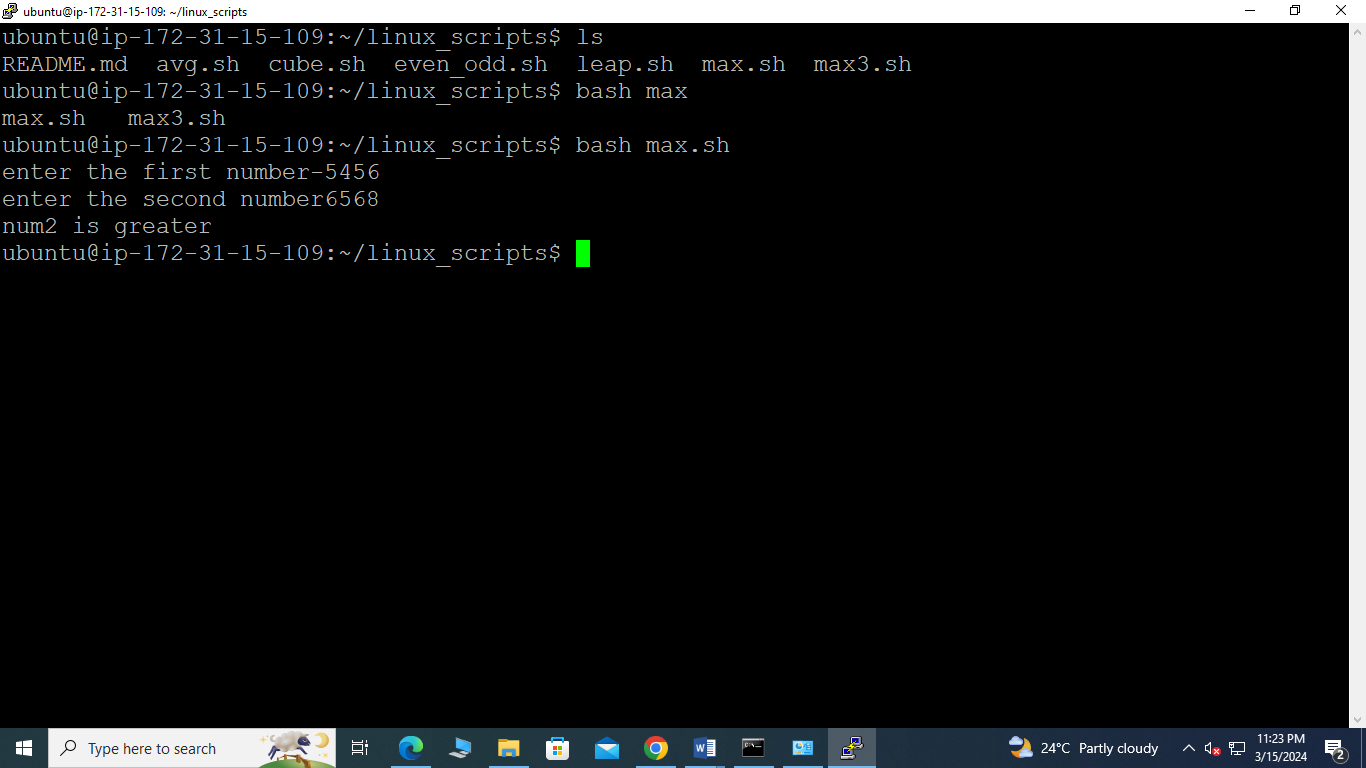 ubuntu@ip-172-31-15-109: ~/linux_scripts
ubuntu@ip-172-31-15-109:~/linux_scripts$ ls
README.md  avg.sh  cube.sh  even_odd.sh  leap.sh  max.sh  max3.sh
ubuntu@ip-172-31-15-109:~/linux_scripts$ bash max
max.sh   max3.sh
ubuntu@ip-172-31-15-109:~/linux_scripts$ bash max.sh
enter the first number-5456
enter the second number6568
num2 is greater
ubuntu@ip-172-31-15-109:~/linux_scripts$
Type here to search
24°C Partly cloudy
11:23 PM
3/15/2024
2